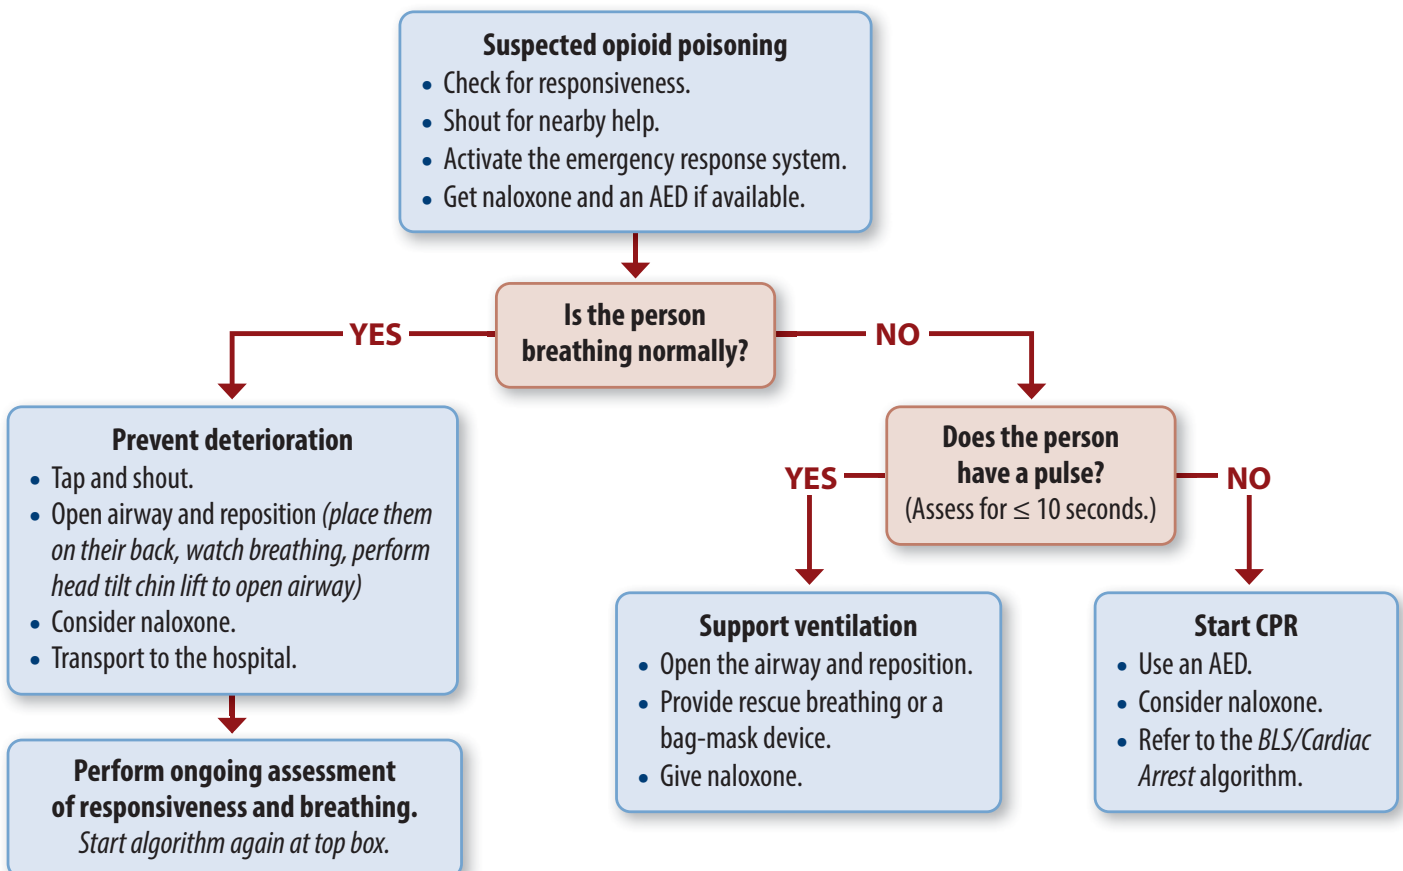 Suspected opioid poisoning
• Check for responsiveness.
• Shout for nearby help.
• Activate the emergency response system.
• Get naloxone and an AED if available.
Is the person
breathing normally?
YES
NO
Prevent deterioration
• Tap and shout.
• Open airway and reposition (place them
on their back, watch breathing, perform
head tilt chin lift to open airway)
• Consider naloxone.
• Transport to the hospital.
Perform ongoing assessment
of responsiveness and breathing.
Start algorithm again at top box.
Does the person
have a pulse?
(Assess for ≤ 10 seconds.)
YES
NO
Support ventilation
• Open the airway and reposition.
• Provide rescue breathing or a
bag-mask device.
• Give naloxone.
Start CPR
• Use an AED.
• Consider naloxone.
• Refer to the BLS/Cardiac
Arrest algorithm.